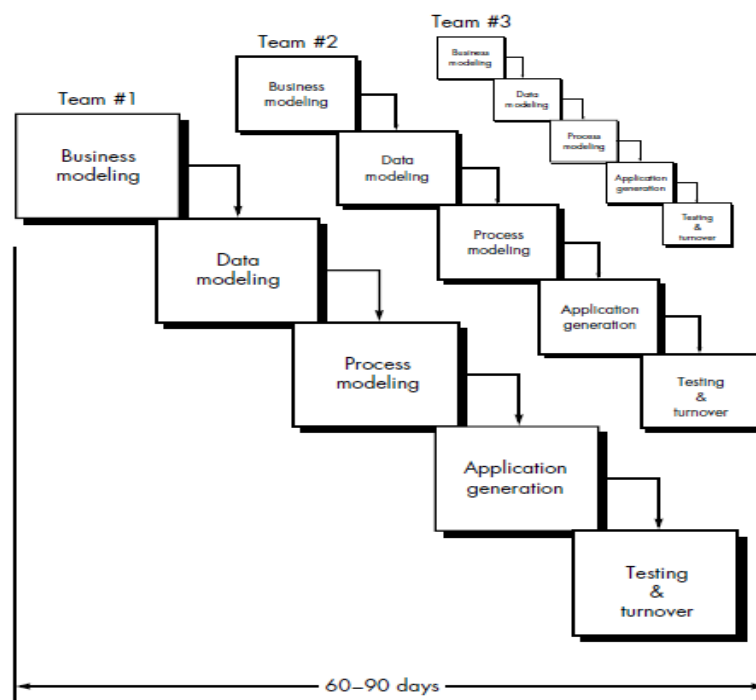 Team #1
Business
modeling
Data
modeling
Process
modeling
Application
generation
Testing
&
turnover
Team #2
Business
modeling
Data
modeling
Process
modeling
Application
generation
Testing
&
turnover
Team #3
Business
modeling
Data
modeling
Process
modeling
Application
generation
Testing
&
turnover
60–90 days